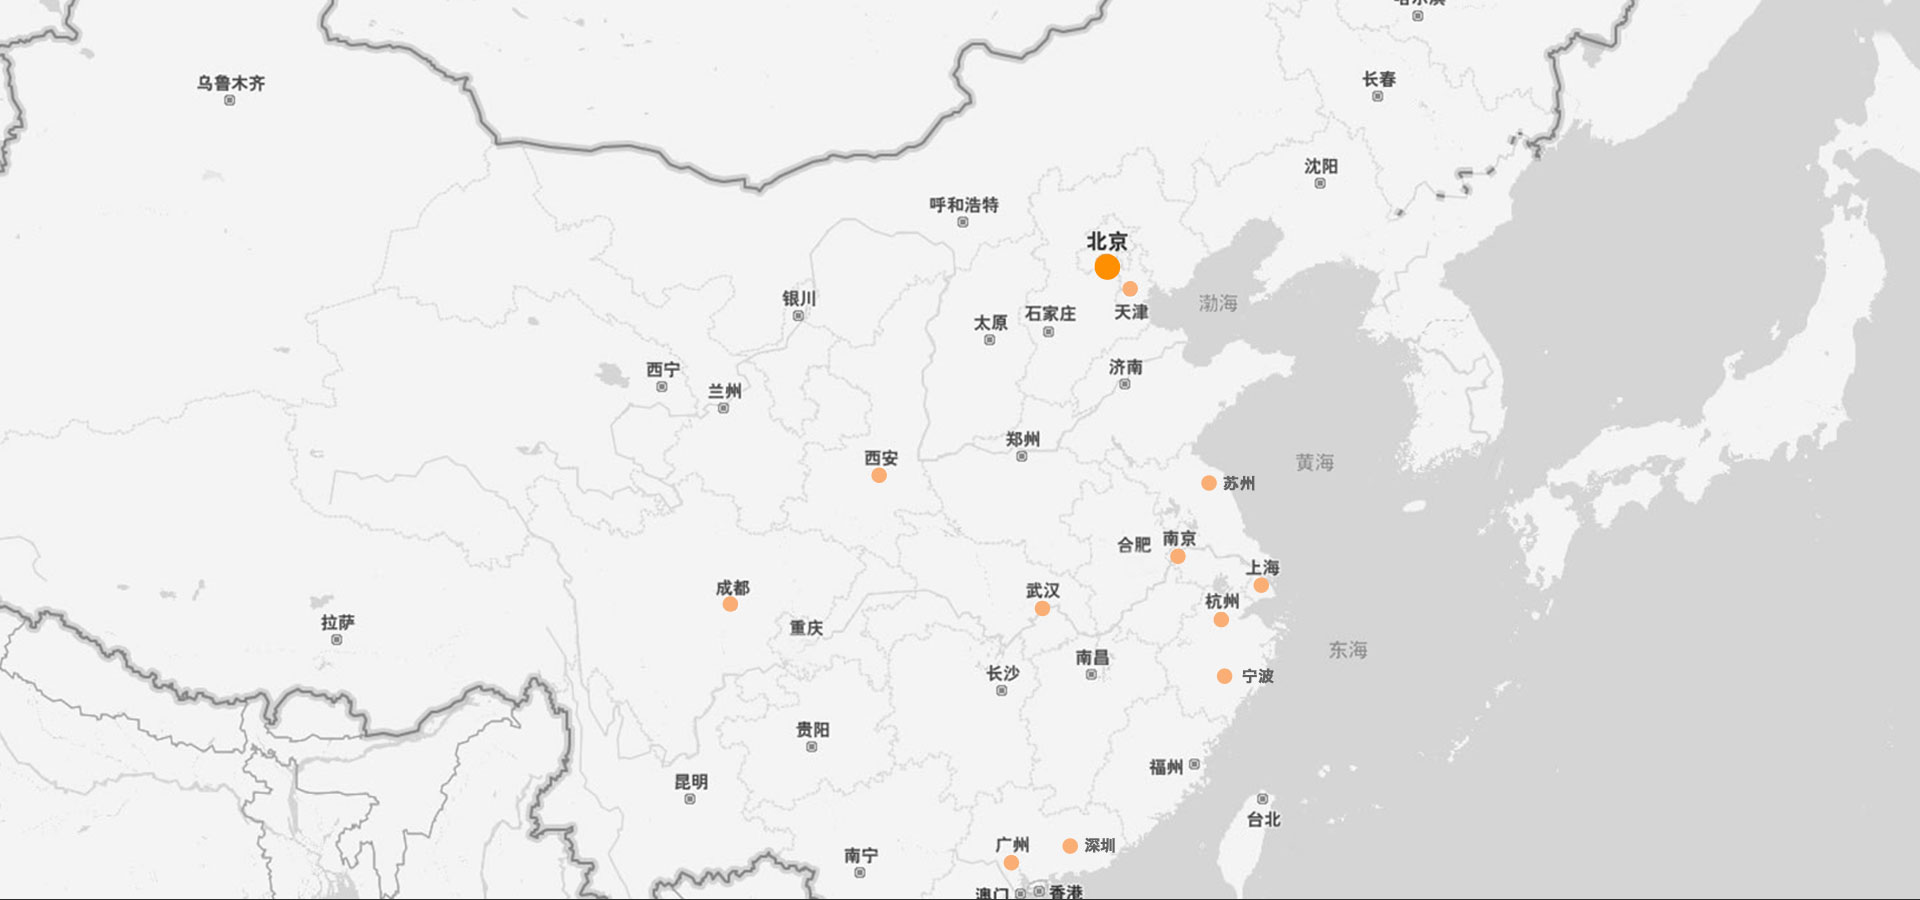 乌鲁木齐
长春
沈阳
呼和浩特
北京
银川
天津
渤海
石家庄
太原
西宁
济南
兰州
郑州
西安
黄海
苏州
南京
合肥
上海
成都
武汉
杭州
拉萨
重庆
东海
南昌
长沙
宁波
贵阳
福州
昆明
台北
广州
深圳
南宁
澳门
香港